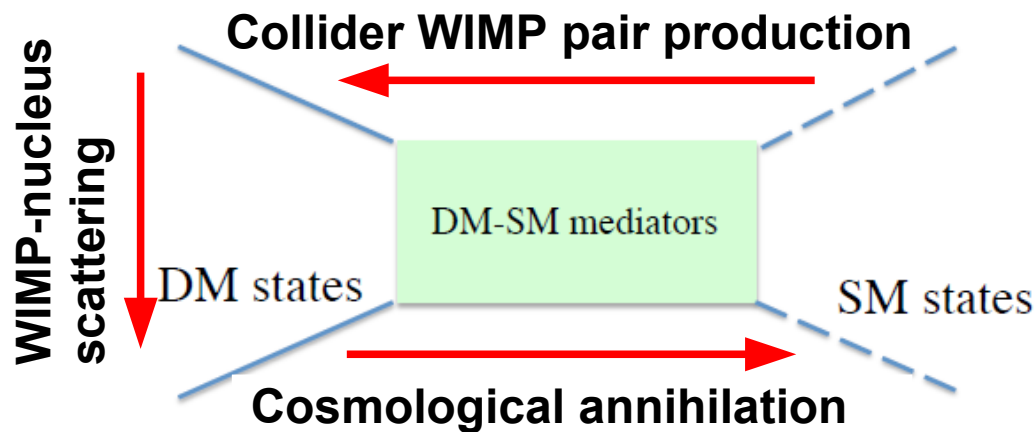 Collider WIMP pair production
WIMP-nucleus
scattering
DM-SM mediators
DM states
SM states
Cosmological annihilation